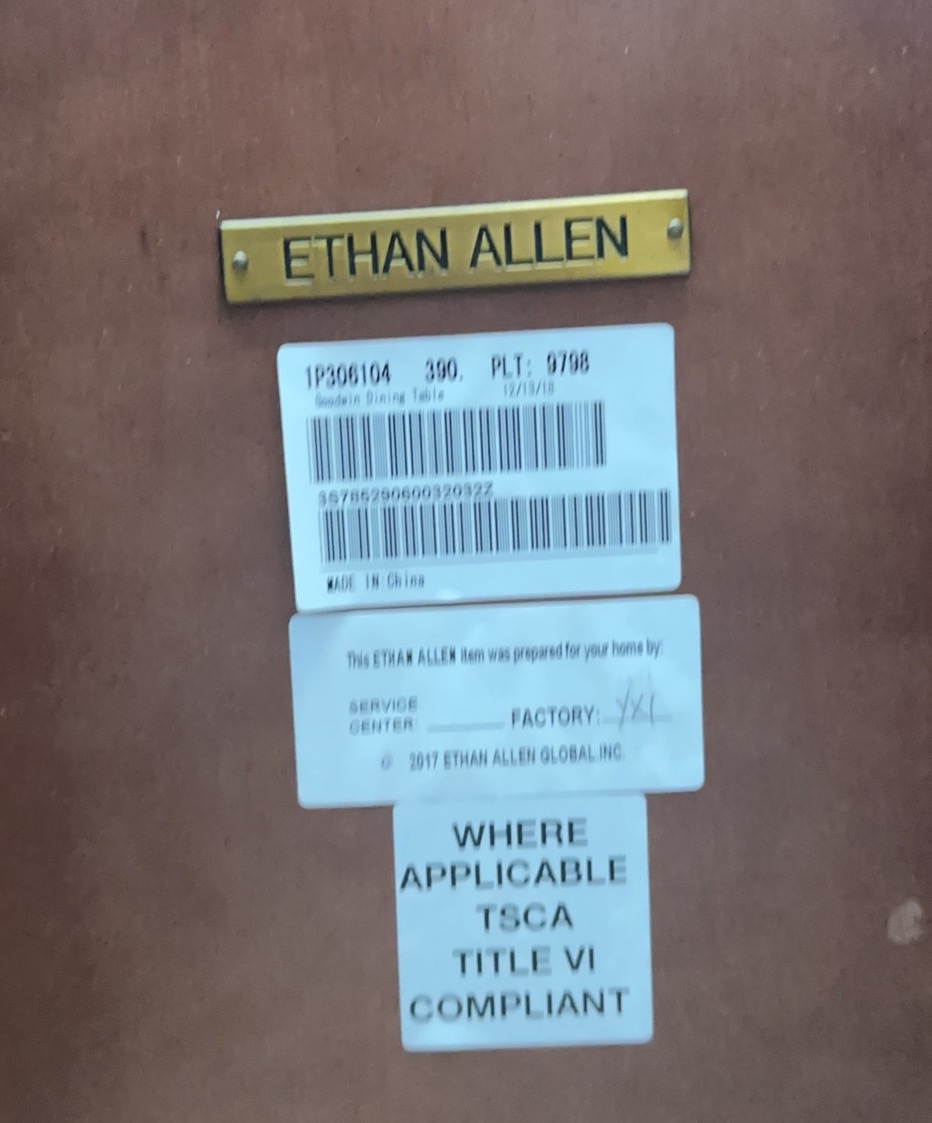 ETHAN ALLEN
1P306104 390. PLT: 9798
Goodwin Dining Table 12/13/18
MADE IN China
This ETHAN ALLEN item was prepared for your home by:
SERVICE
CENTER: FACTORY:
© 2017 ETHAN ALLEN GLOBAL.INC.
WHERE
APPLICABLE
TSCA
TITLE VI
COMPLIANT